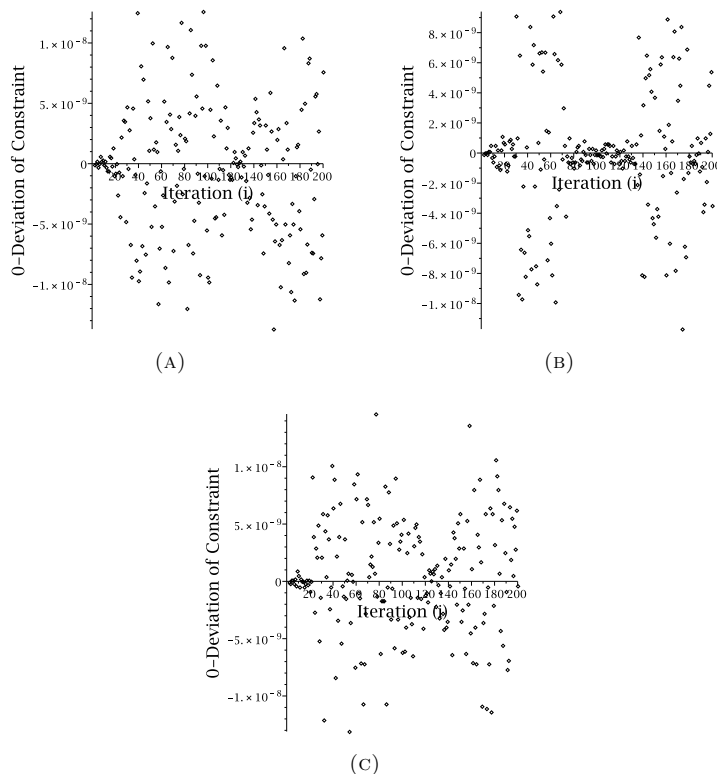 1. × 10⁻⁸
5. × 10⁻⁹
0
−5. × 10⁻⁹
−1. × 10⁻⁸
0–Deviation of Constraint
20 40 60 80 100 120 140 160 180 200
Iteration (i)
(A)
8. × 10⁻⁹
6. × 10⁻⁹
4. × 10⁻⁹
2. × 10⁻⁹
0
−2. × 10⁻⁹
−4. × 10⁻⁹
−6. × 10⁻⁹
−8. × 10⁻⁹
−1. × 10⁻⁸
0–Deviation of Constraint
20 40 60 80 100 120 140 160 180 200
Iteration (i)
(B)
1. × 10⁻⁸
5. × 10⁻⁹
0
−5. × 10⁻⁹
−1. × 10⁻⁸
0–Deviation of Constraint
20 40 60 80 100 120 140 160 180 200
Iteration (i)
(C)